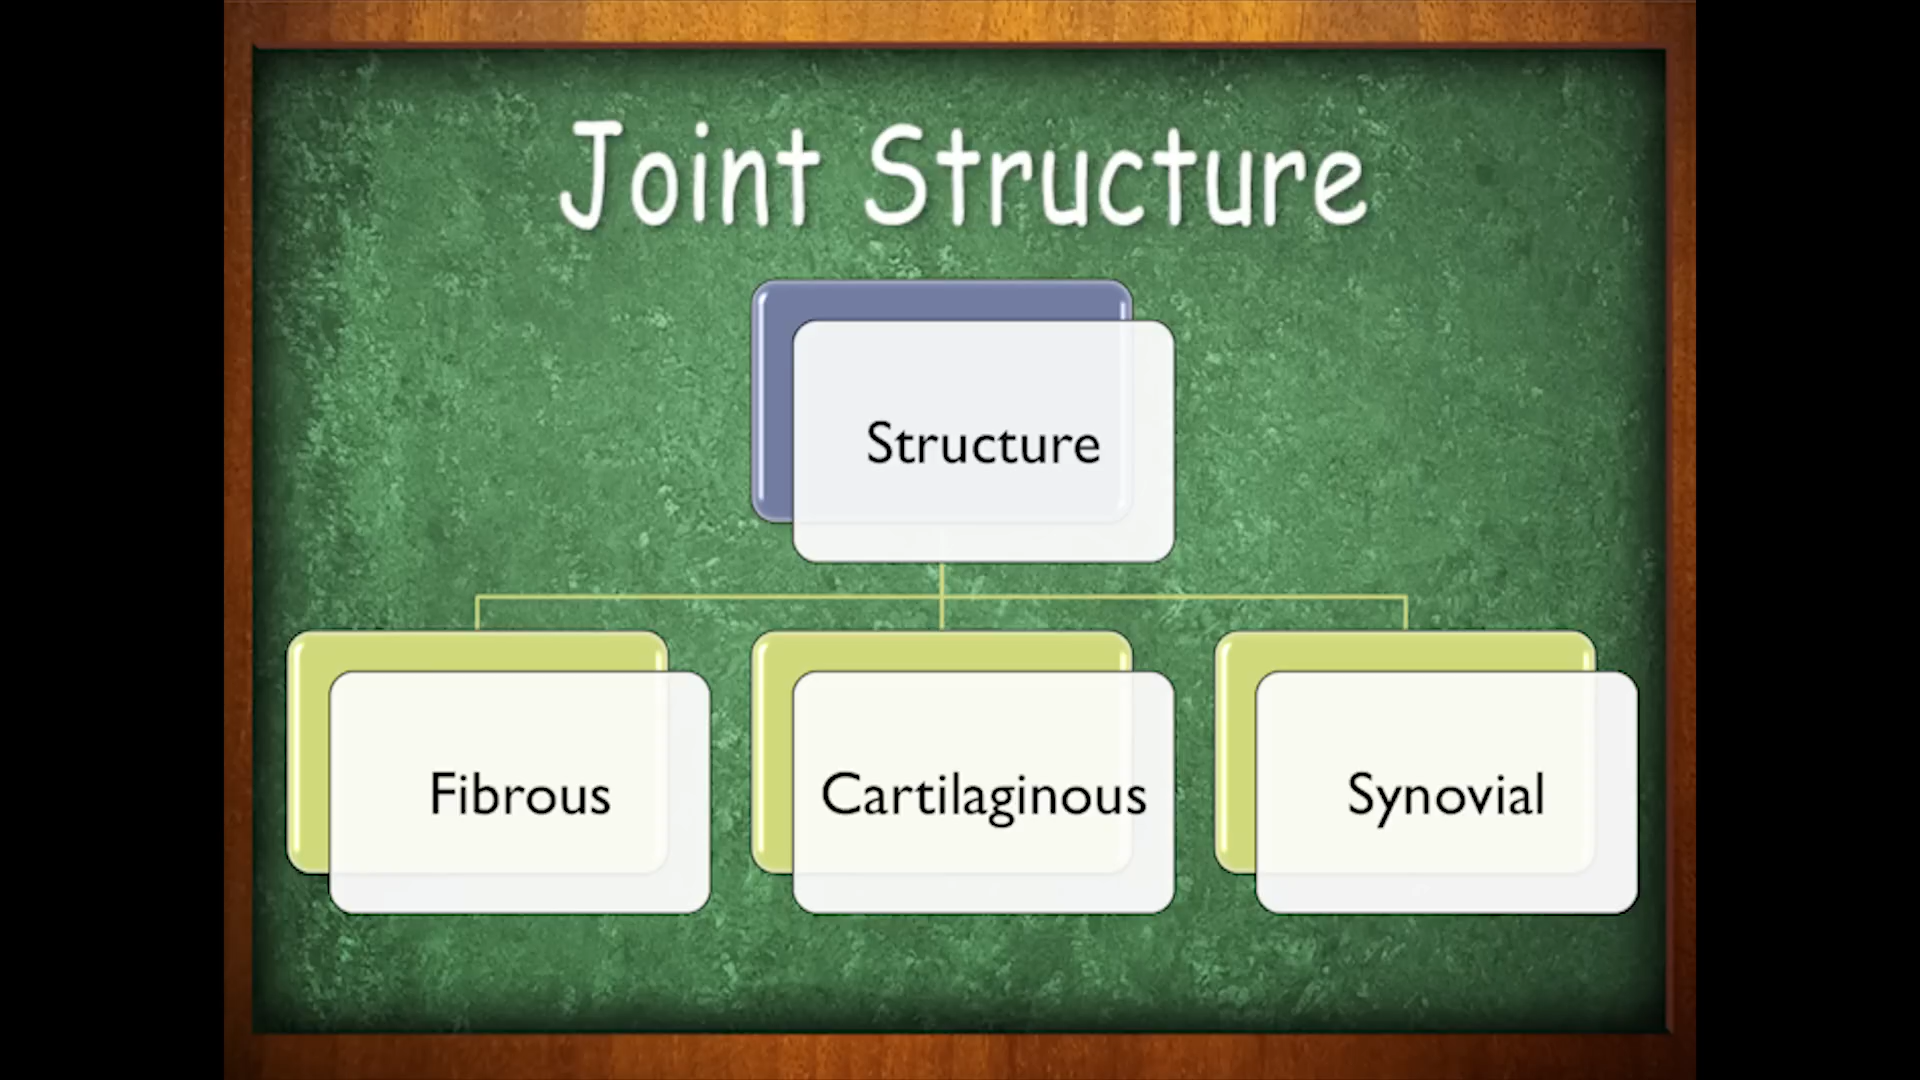 Joint Structure
Structure
Fibrous
Cartilaginous
Synovial